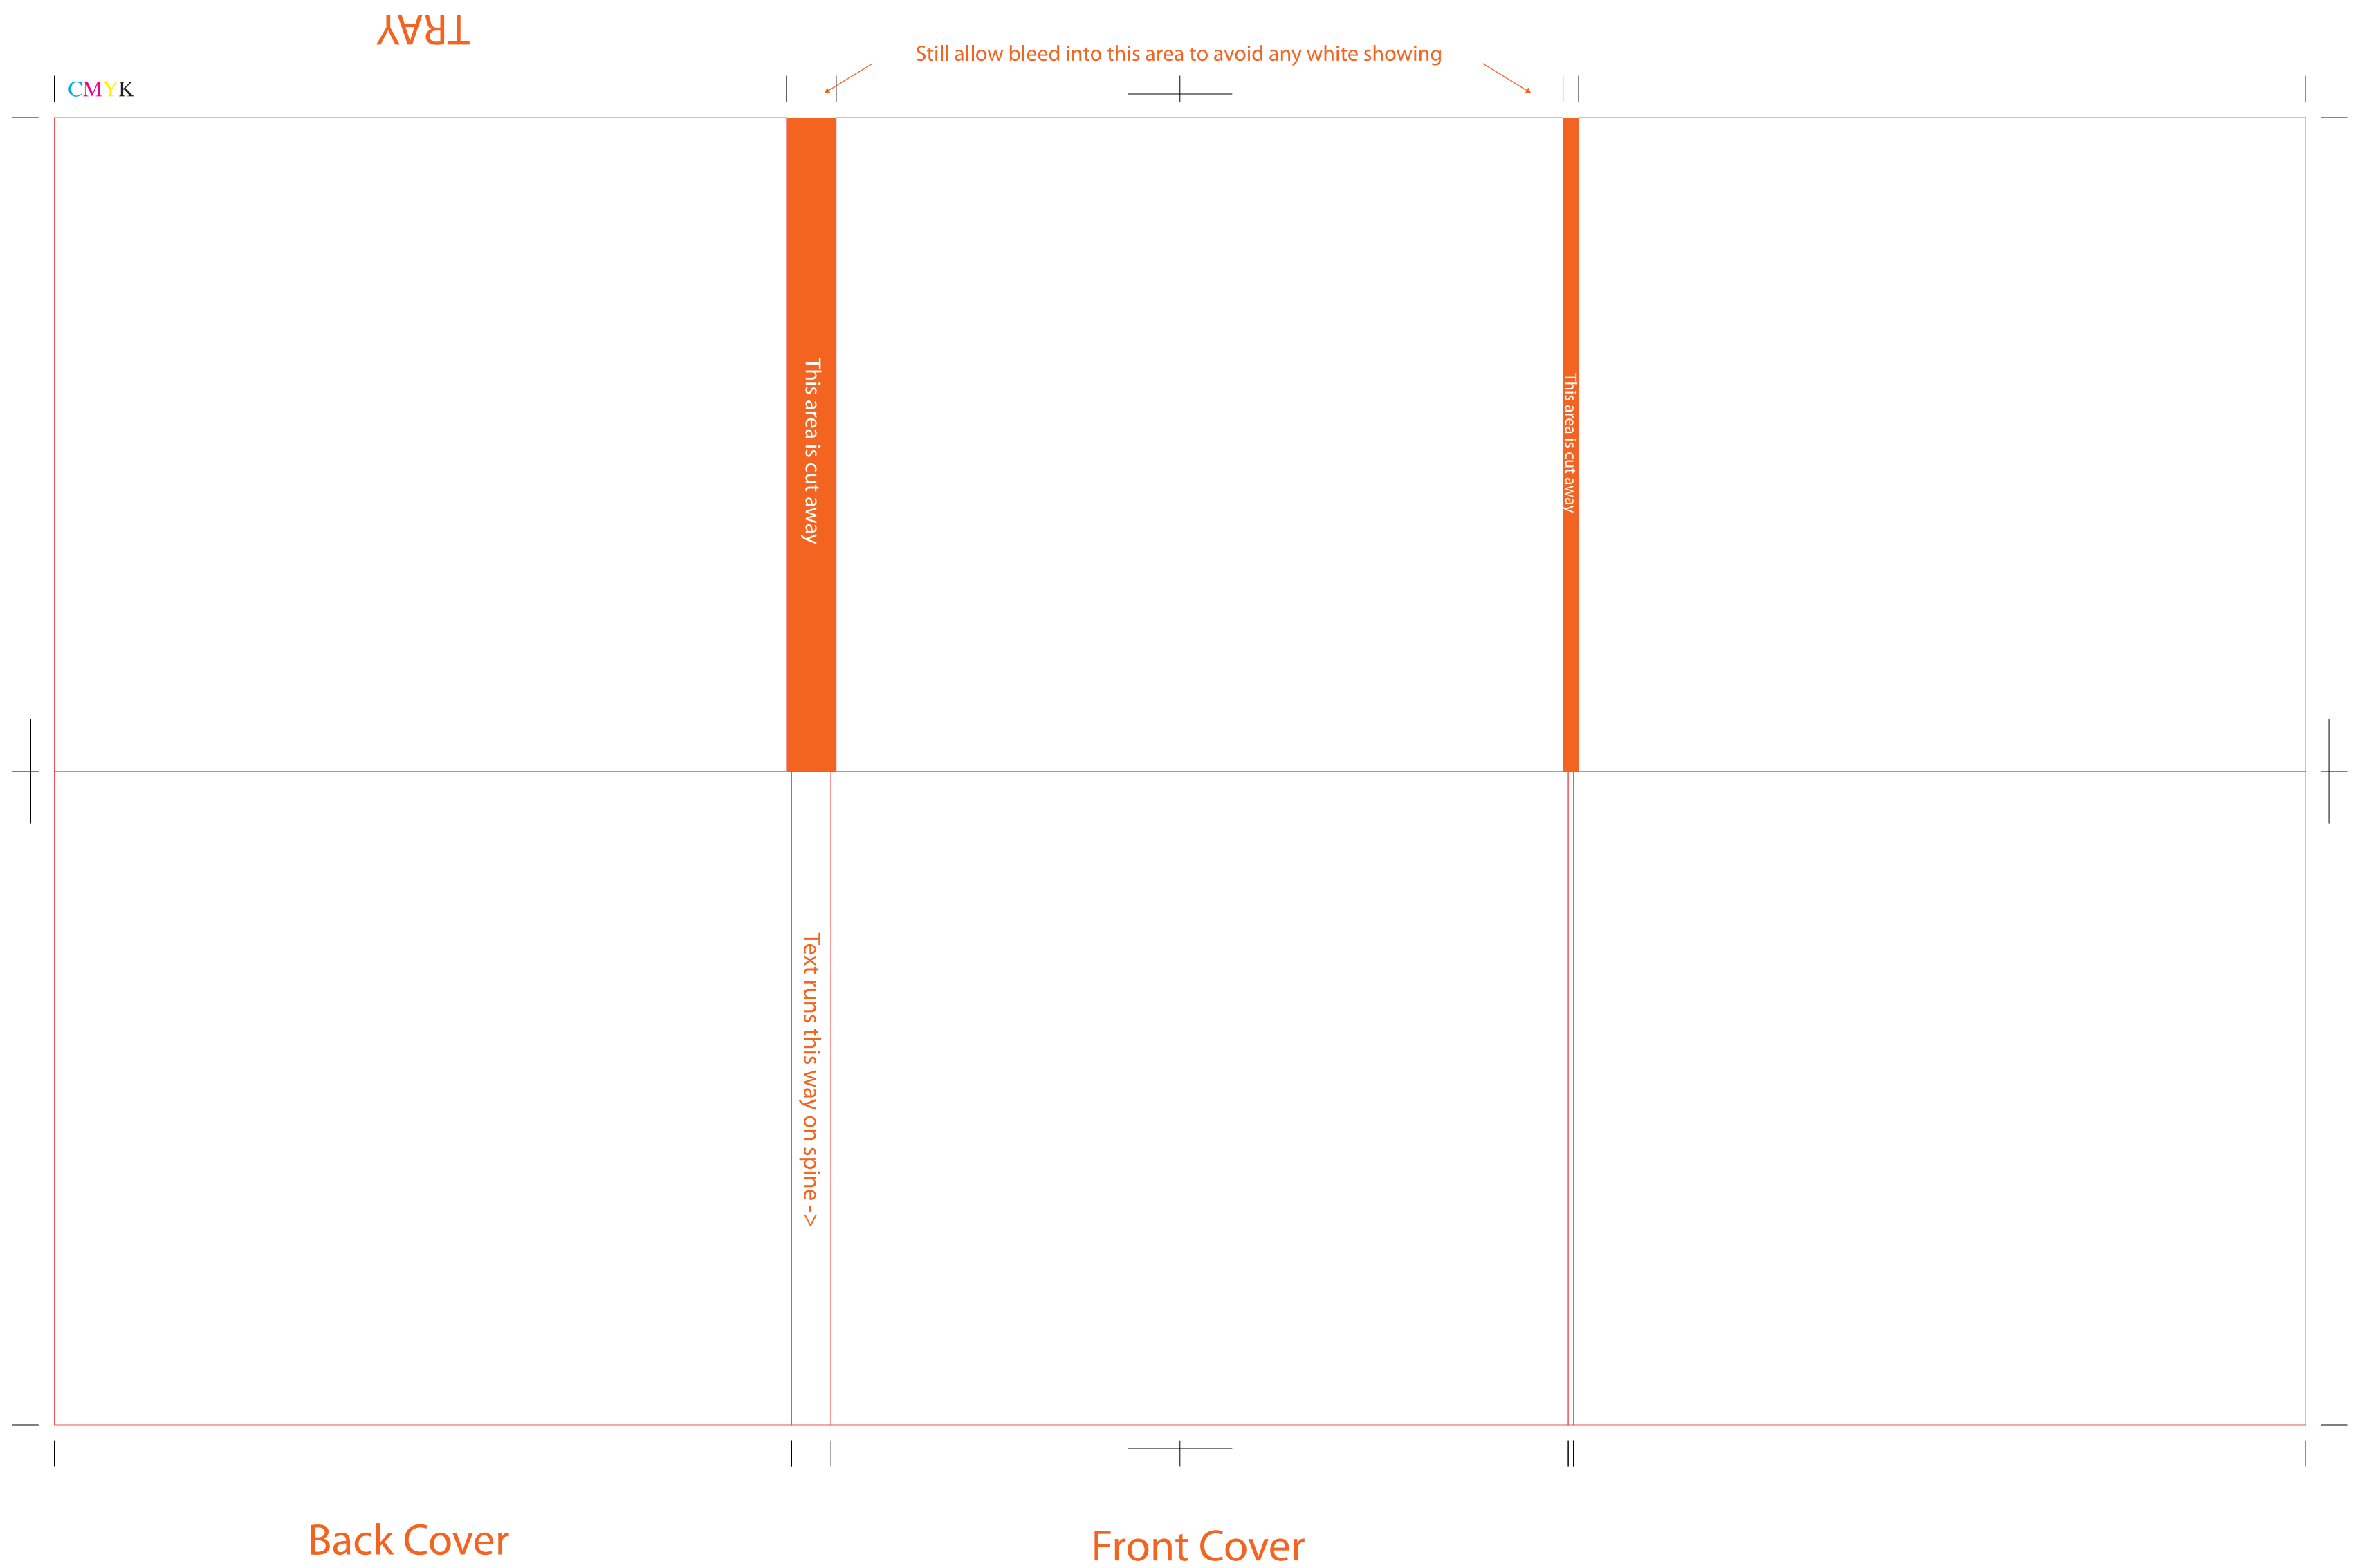 TRAY
Still allow bleed into this area to avoid any white showing
CMYK
This area is cut away
This area is cut away
Text runs this way on spine ->
Back Cover
Front Cover